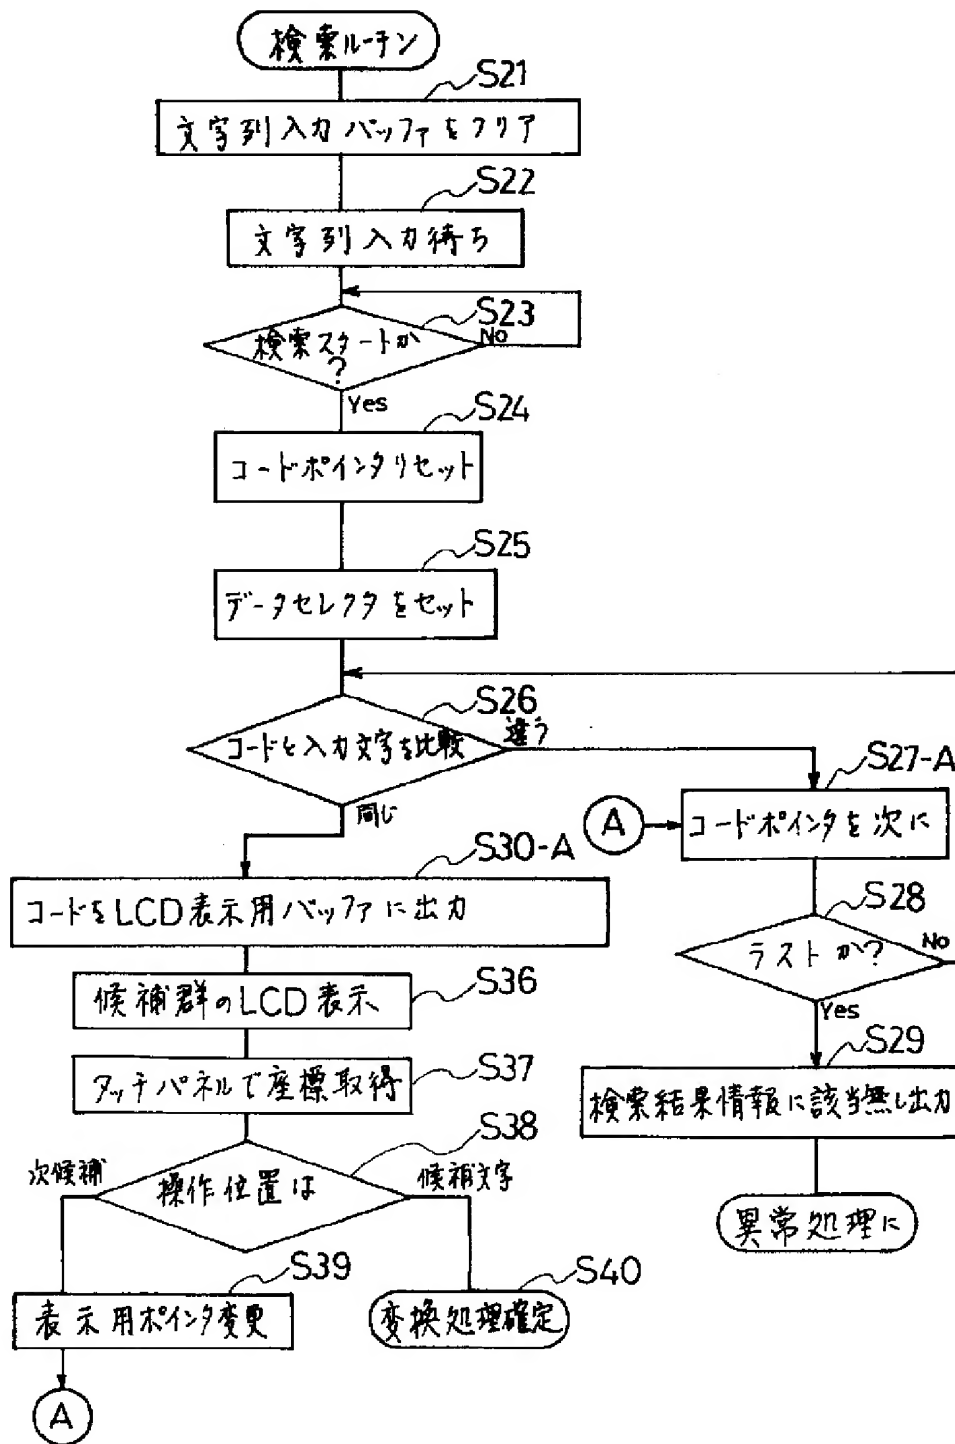 検索ルーチン
S21
文字列入力バッファをクリア
S22
文字列入力待ち
S23
検索スタートか
?
No
Yes
S24
コードポインタリセット
S25
データセレクタをセット
S26
コードと入力文字を比較
違う
同じ
S27-A
A
コードポインタを次に
S28
ラストか?
No
Yes
S29
検索結果情報に該当無し出力
異常処理に
S30-A
コードをLCD表示用バッファに出力
S36
候補群のLCD表示
S37
タッチパネルで座標取得
S38
操作位置は
次候補
候補文字
S39
表示用ポインタ変更
S40
変換処理確定
A